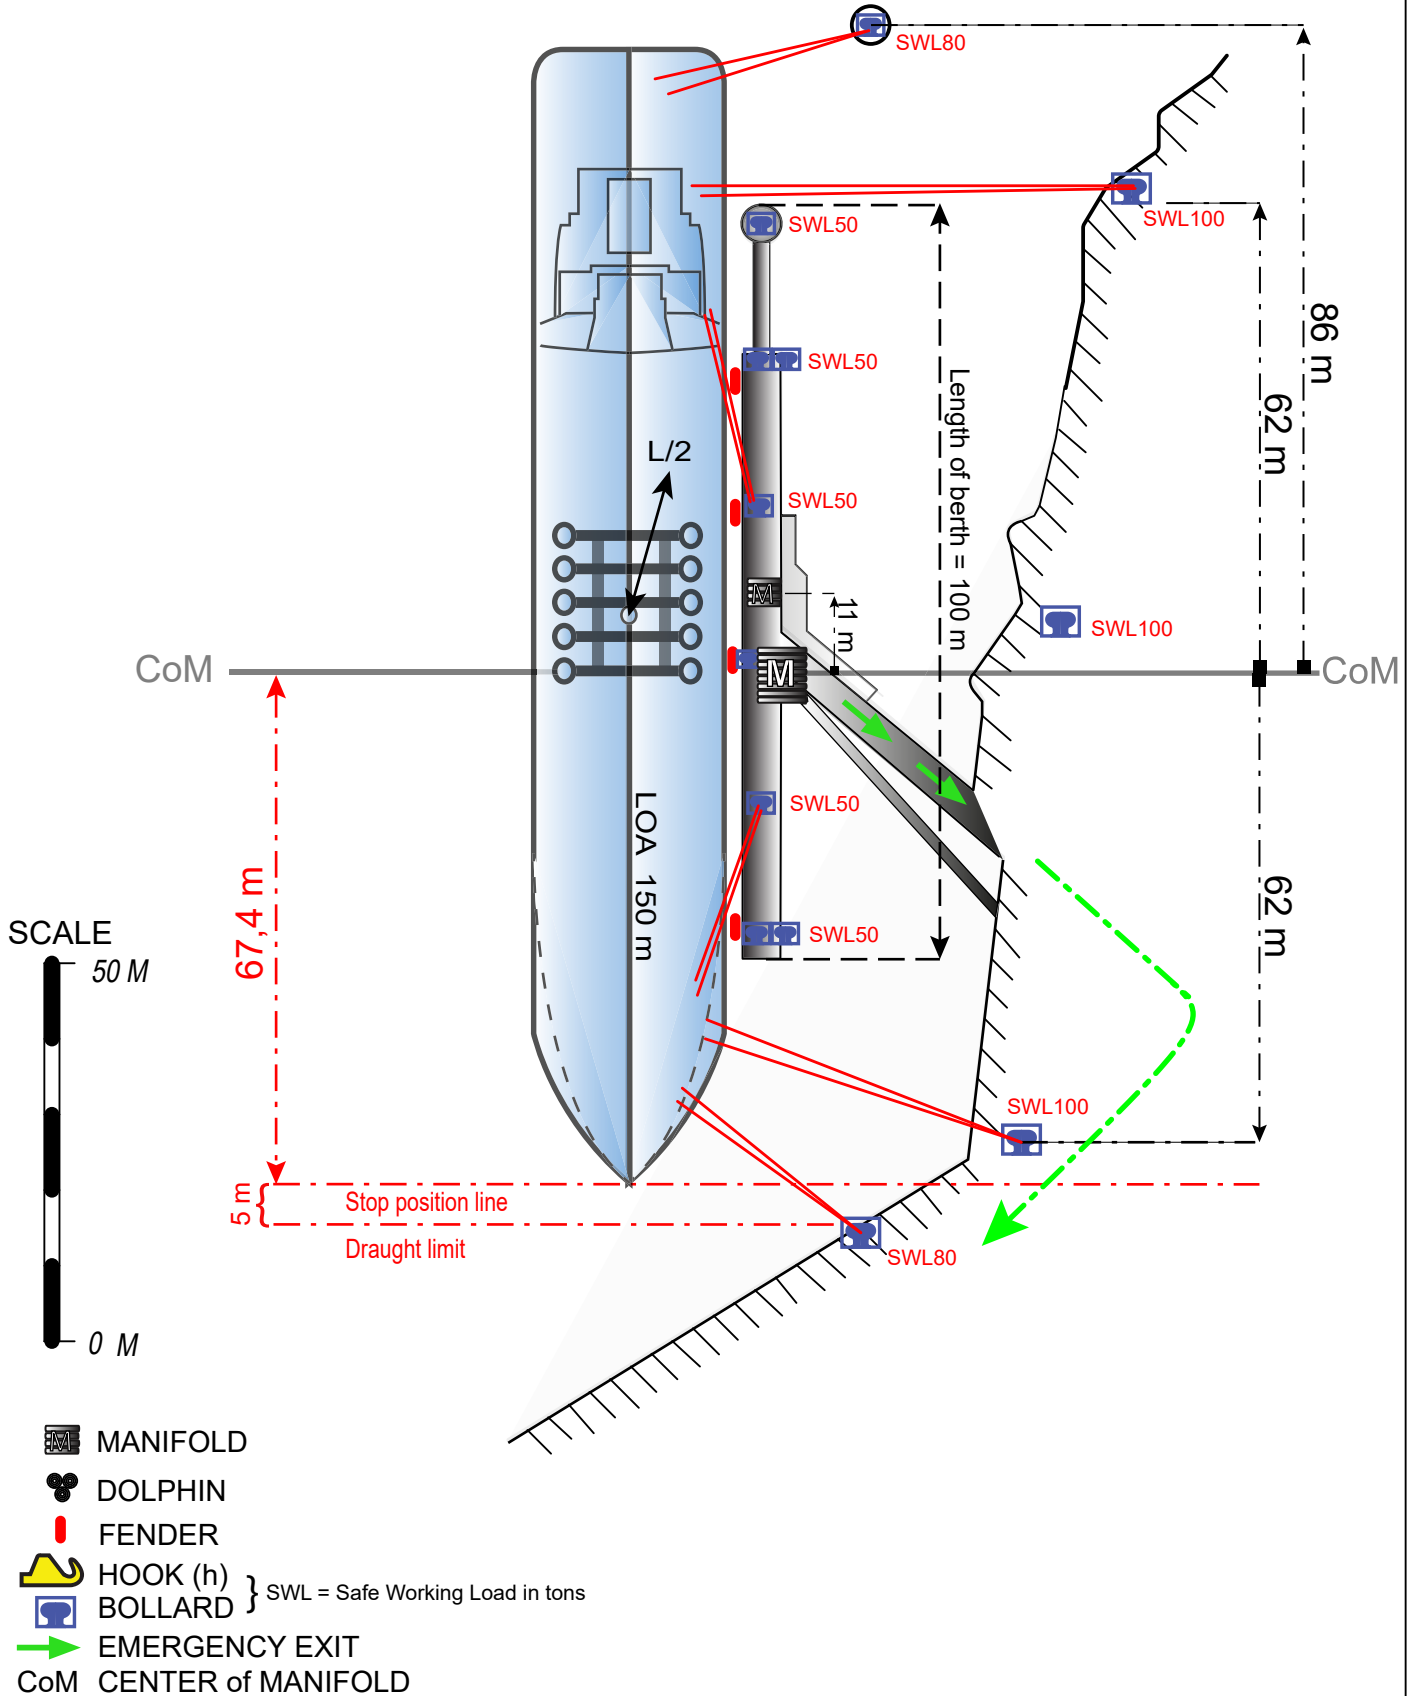 SWL80
SWL100
SWL50
86 m
SWL50
Length of berth = 100 m
62 m
L/2
SWL50
M
11 m
SWL100
CoM
M
CoM
LOA 150 m
SWL50
67,4 m
62 m
SWL50
SCALE
50 M
SWL100
5 m
{
Stop position line
Draught limit
SWL80
0 M
M MANIFOLD
DOLPHIN
FENDER
HOOK (h)
} SWL = Safe Working Load in tons
BOLLARD
EMERGENCY EXIT
CoM CENTER of MANIFOLD